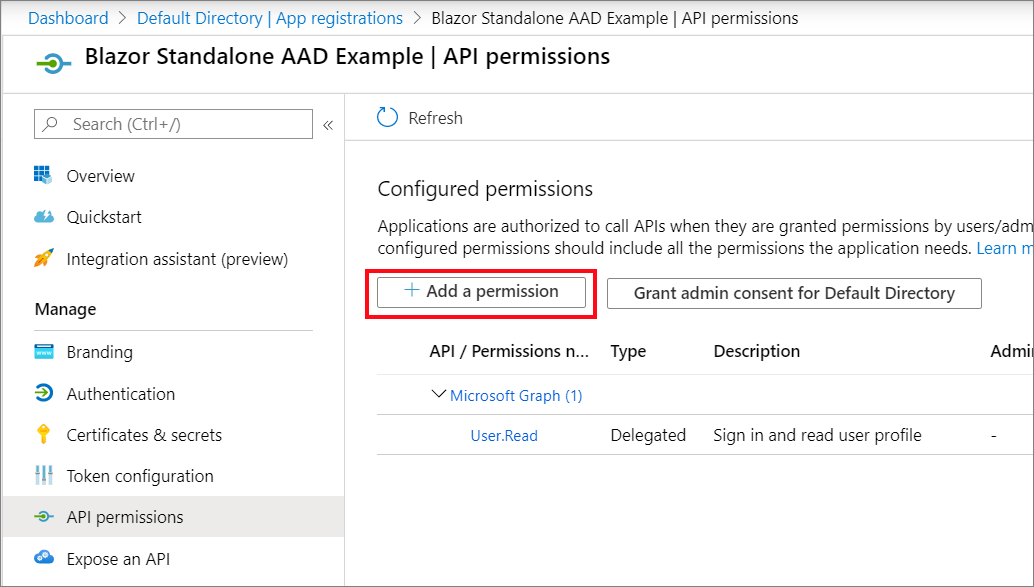 Dashboard > Default Directory | App registrations > Blazor Standalone AAD Example | API permissions
Blazor Standalone AAD Example | API permissions
Search (Ctrl+/)
«
Overview
Quickstart
Integration assistant (preview)
Manage
Branding
Authentication
Certificates & secrets
Token configuration
API permissions
Expose an API
Refresh
Configured permissions
Applications are authorized to call APIs when they are granted permissions by users/adm
configured permissions should include all the permissions the application needs. Learn m
+ Add a permission
Grant admin consent for Default Directory
API / Permissions n... Type Description Admi
Microsoft Graph (1)
User.Read Delegated Sign in and read user profile -